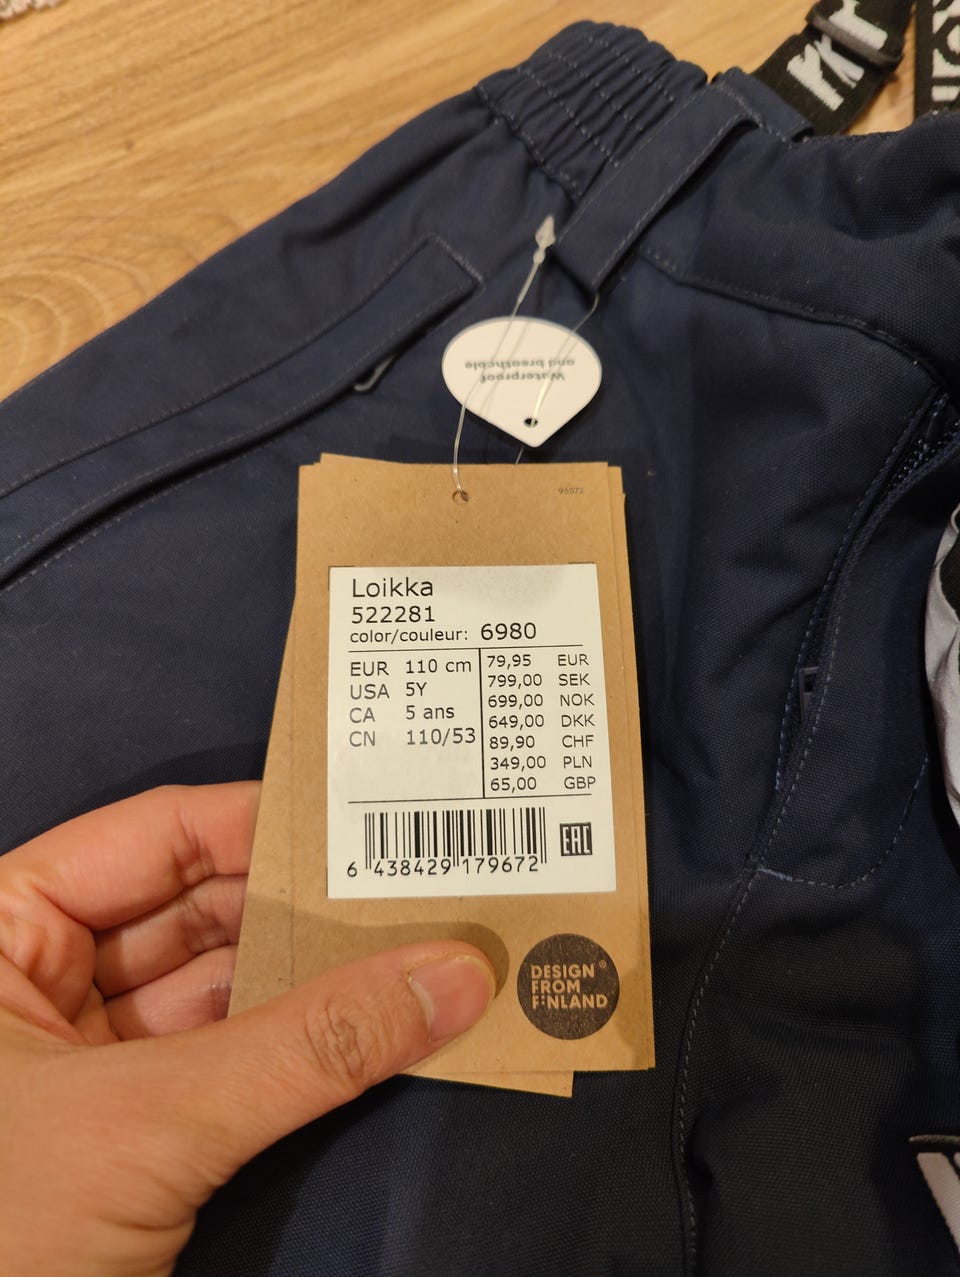 Waterproof
and breathable
96572
Loikka
522281
color/couleur: 6980
EUR 110 cm
USA 5Y
CA 5 ans
CN 110/53
79,95 EUR
799,00 SEK
699,00 NOK
649,00 DKK
89,90 CHF
349,00 PLN
65,00 GBP
6 438429 179672
EAC
DESIGN ®
FROM
FINLAND